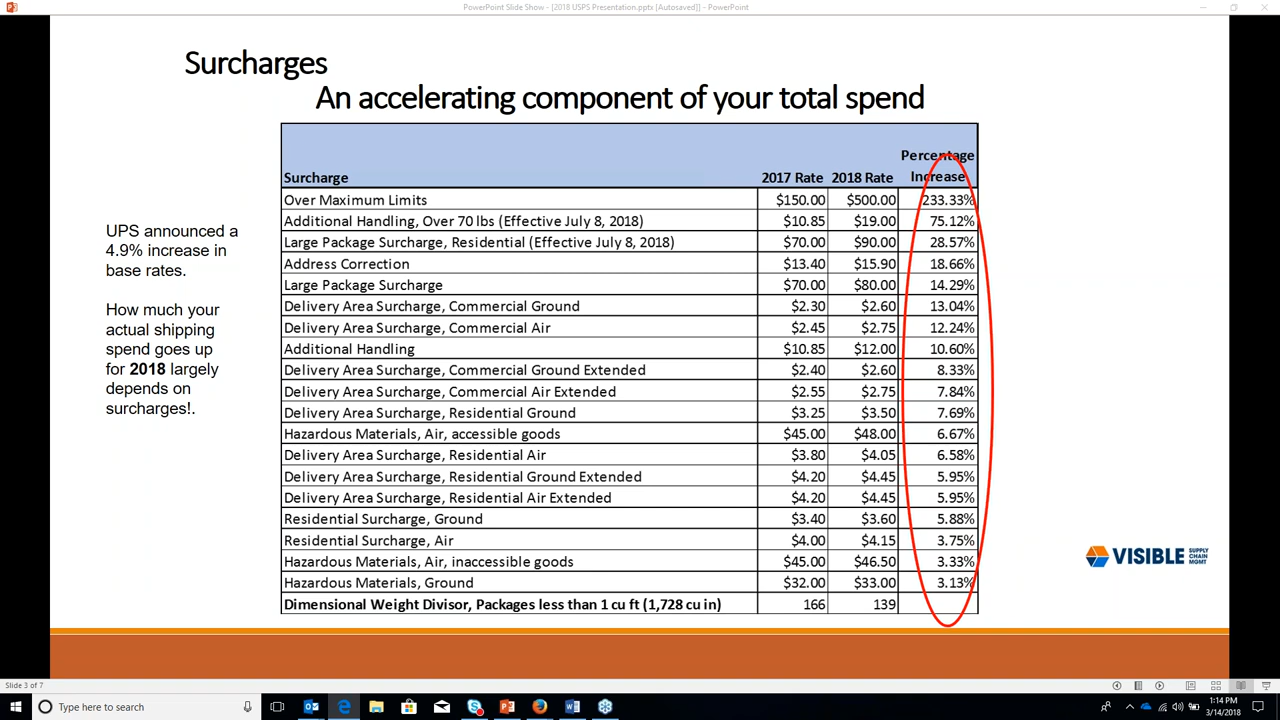 PowerPoint Slide Show - [2018 USPS Presentation.pptx [Autosaved]] - PowerPoint
Surcharges
An accelerating component of your total spend
UPS announced a
4.9% increase in
base rates.
How much your
actual shipping
spend goes up
for 2018 largely
depends on
surcharges!.
Percentage
Surcharge 2017 Rate 2018 Rate Increase
Over Maximum Limits $150.00 $500.00 233.33%
Additional Handling, Over 70 lbs (Effective July 8, 2018) $10.85 $19.00 75.12%
Large Package Surcharge, Residential (Effective July 8, 2018) $70.00 $90.00 28.57%
Address Correction $13.40 $15.90 18.66%
Large Package Surcharge $70.00 $80.00 14.29%
Delivery Area Surcharge, Commercial Ground $2.30 $2.60 13.04%
Delivery Area Surcharge, Commercial Air $2.45 $2.75 12.24%
Additional Handling $10.85 $12.00 10.60%
Delivery Area Surcharge, Commercial Ground Extended $2.40 $2.60 8.33%
Delivery Area Surcharge, Commercial Air Extended $2.55 $2.75 7.84%
Delivery Area Surcharge, Residential Ground $3.25 $3.50 7.69%
Hazardous Materials, Air, accessible goods $45.00 $48.00 6.67%
Delivery Area Surcharge, Residential Air $3.80 $4.05 6.58%
Delivery Area Surcharge, Residential Ground Extended $4.20 $4.45 5.95%
Delivery Area Surcharge, Residential Air Extended $4.20 $4.45 5.95%
Residential Surcharge, Ground $3.40 $3.60 5.88%
Residential Surcharge, Air $4.00 $4.15 3.75%
Hazardous Materials, Air, inaccessible goods $45.00 $46.50 3.33%
Hazardous Materials, Ground $32.00 $33.00 3.13%
Dimensional Weight Divisor, Packages less than 1 cu ft (1,728 cu in) 166 139
VISIBLE SUPPLY
CHAIN
MGMT
Slide 3 of 7
Type here to search
1:14 PM
3/14/2018